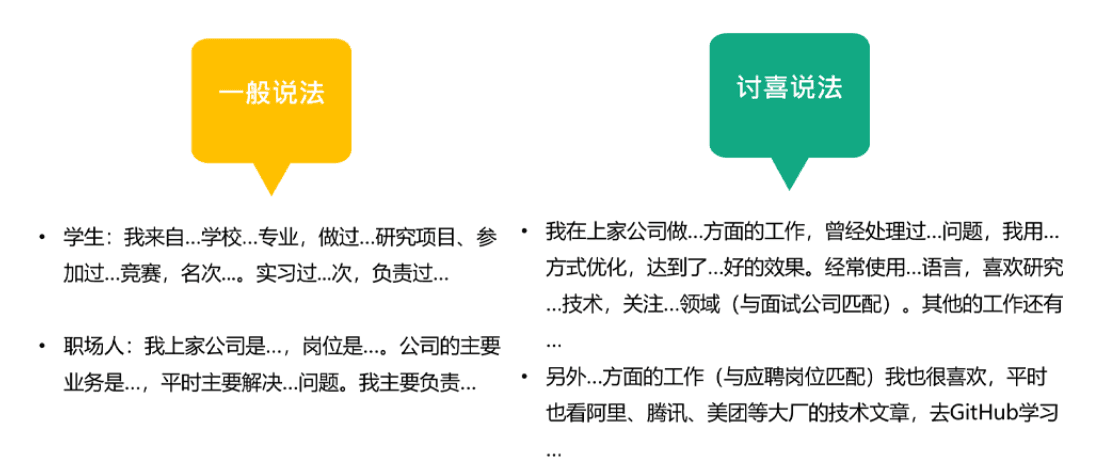 一般说法
• 学生：我来自...学校...专业，做过...研究项目、参
加过...竞赛，名次...。实习过...次，负责过...
• 职场人：我上家公司是...，岗位是...。公司的主要
业务是...，平时主要解决...问题。我主要负责...
讨喜说法
• 我在上家公司做...方面的工作，曾经处理过...问题，我用...
方式优化，达到了...好的效果。经常使用...语言，喜欢研究
...技术，关注...领域（与面试公司匹配）。其他的工作还有
...
• 另外...方面的工作（与应聘岗位匹配）我也很喜欢，平时
也看阿里、腾讯、美团等大厂的技术文章，去GitHub学习
...